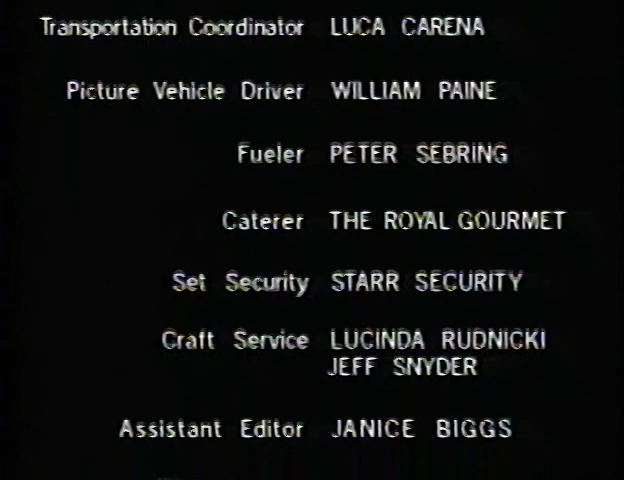 Transportation Coordinator LUCA CARENA
Picture Vehicle Driver WILLIAM PAINE
Fueler PETER SEBRING
Caterer THE ROYAL GOURMET
Set Security STARR SECURITY
Craft Service LUCINDA RUDNICKI
JEFF SNYDER
Assistant Editor JANICE BIGGS